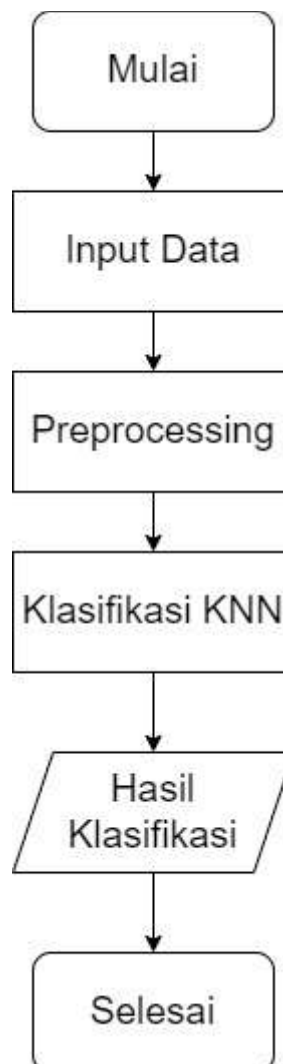 Mulai
Input Data
Preprocessing
Klasifikasi KNN
Hasil
Klasifikasi
Selesai